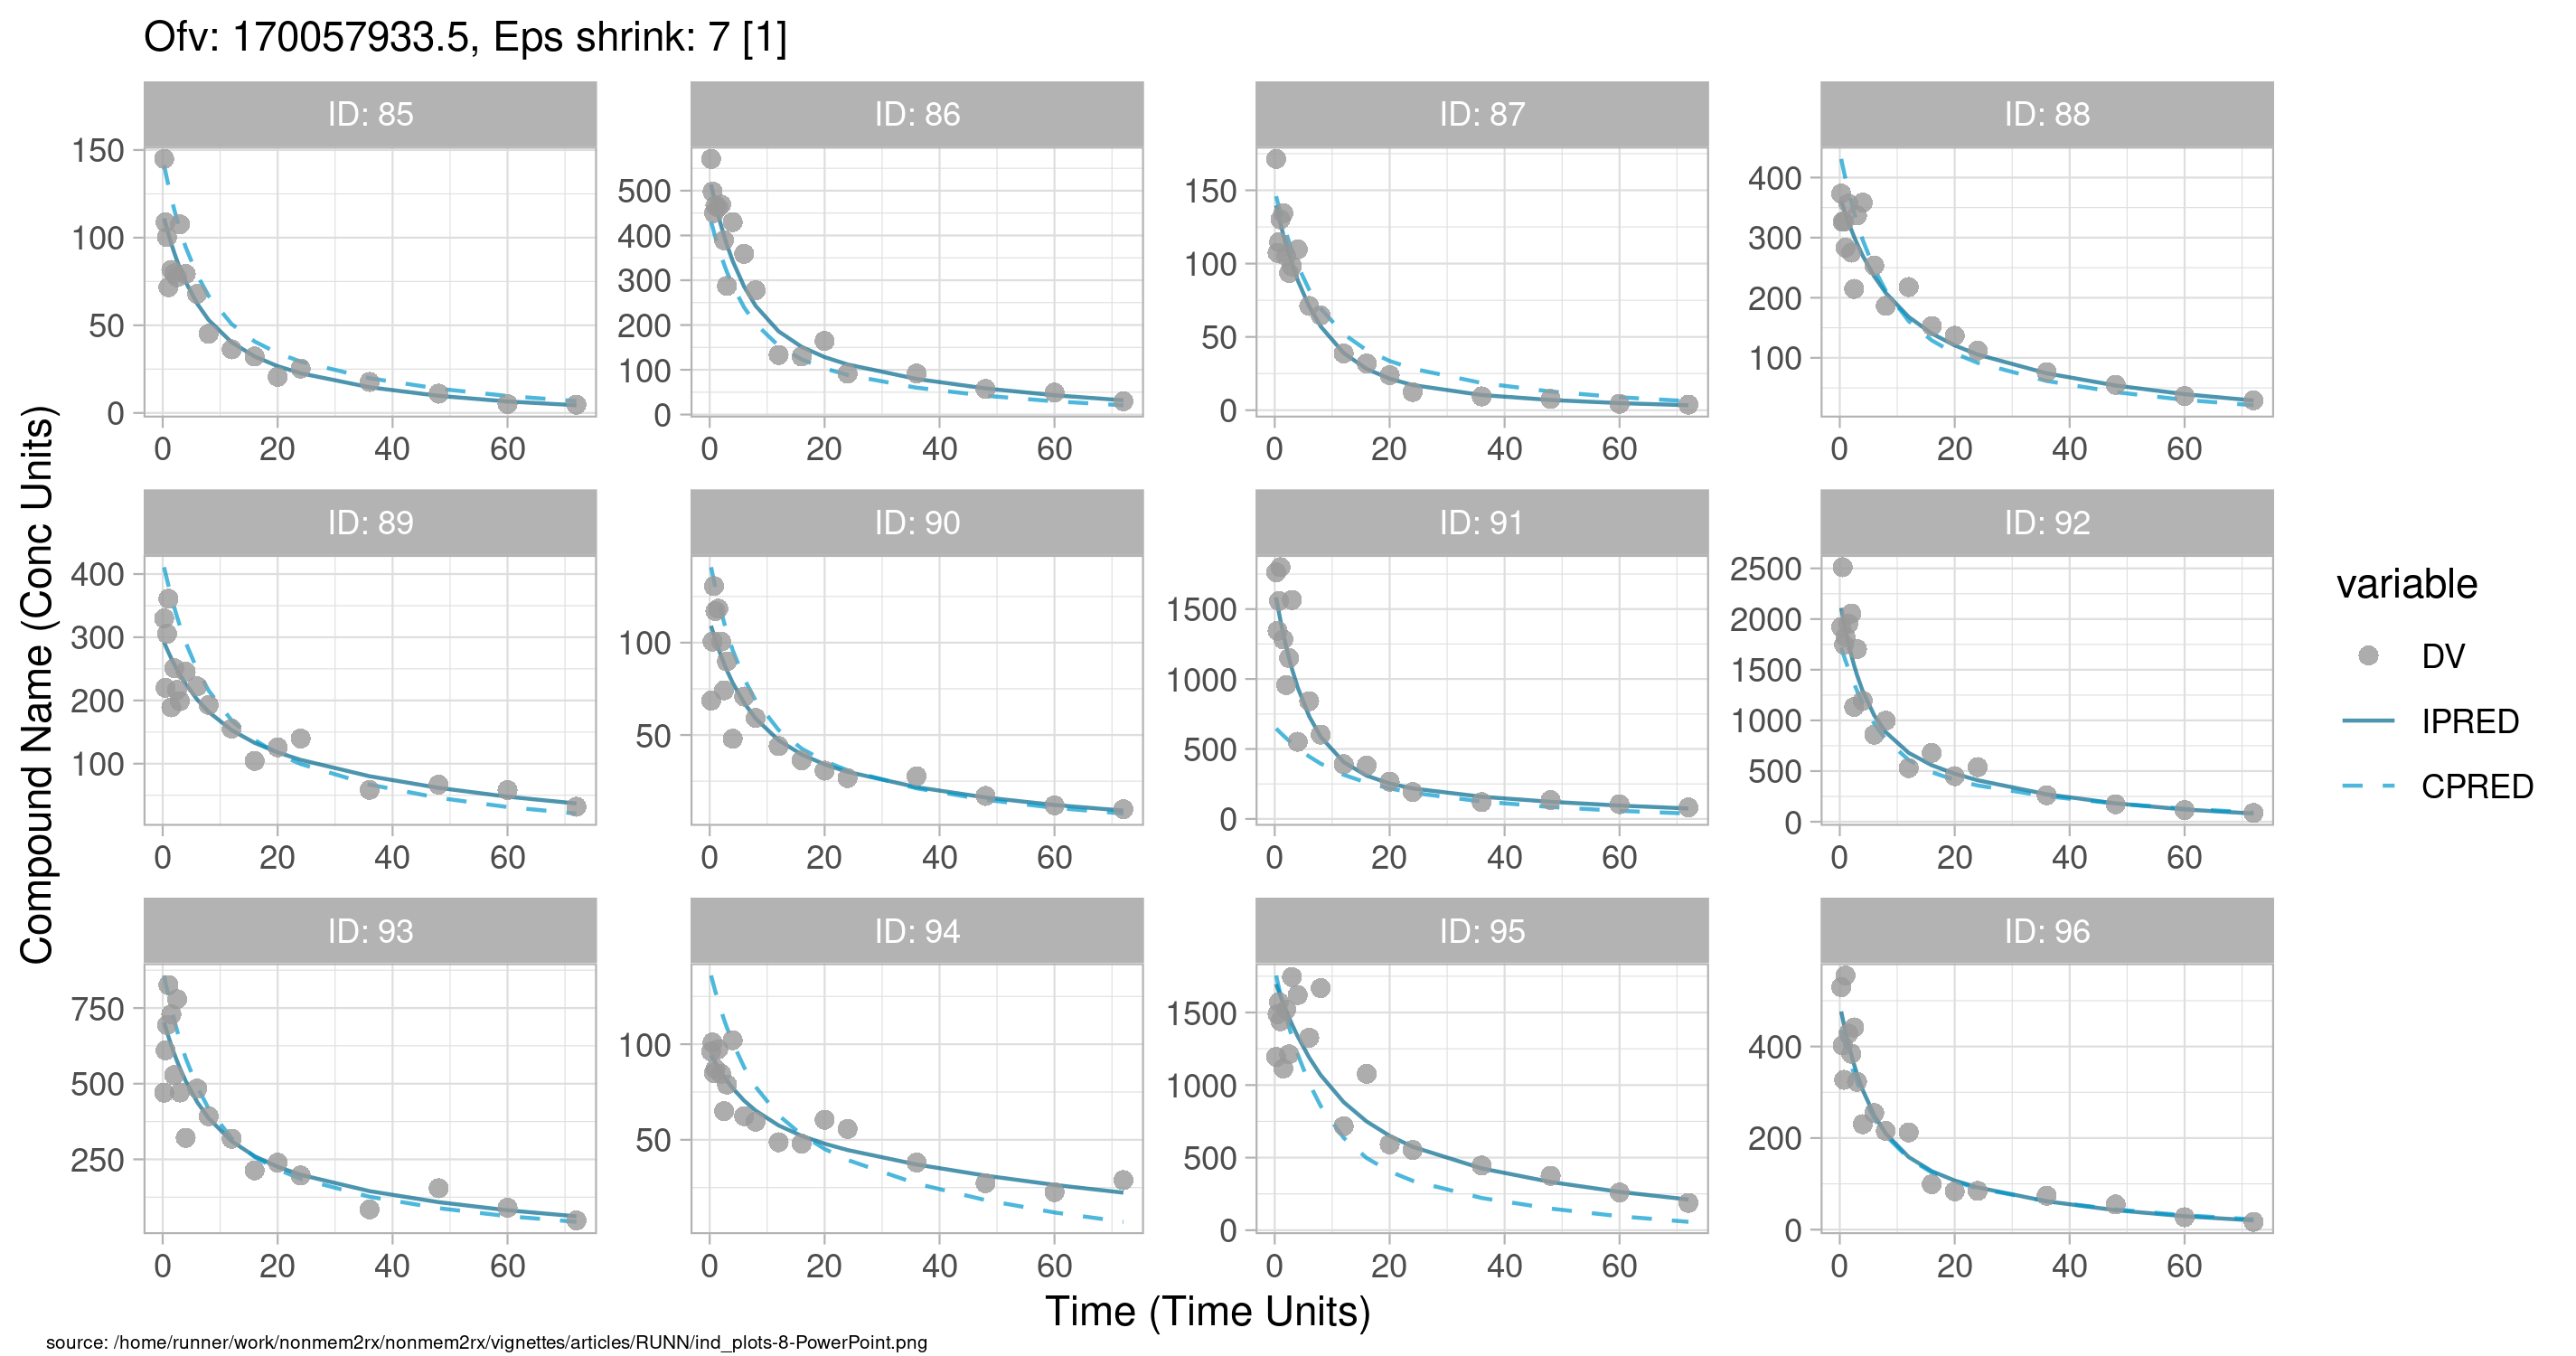 Ofv: 170057933.5, Eps shrink: 7 [1]
ID: 85
ID: 86
ID: 87
ID: 88
150
100
50
0
500
400
300
200
100
0
150
100
50
0
400
300
200
100
0 20 40 60
0 20 40 60
0 20 40 60
0 20 40 60
ID: 89
ID: 90
ID: 91
ID: 92
400
300
200
100
100
50
1500
1000
500
0
2500
2000
1500
1000
500
0
0 20 40 60
0 20 40 60
0 20 40 60
0 20 40 60
ID: 93
ID: 94
ID: 95
ID: 96
750
500
250
100
50
1500
1000
500
0
400
200
0
0 20 40 60
0 20 40 60
0 20 40 60
0 20 40 60
Compound Name (Conc Units)
Time (Time Units)
variable
DV
IPRED
CPRED
source: /home/runner/work/nonmem2rx/nonmem2rx/vignettes/articles/RUNN/ind_plots-8-PowerPoint.png